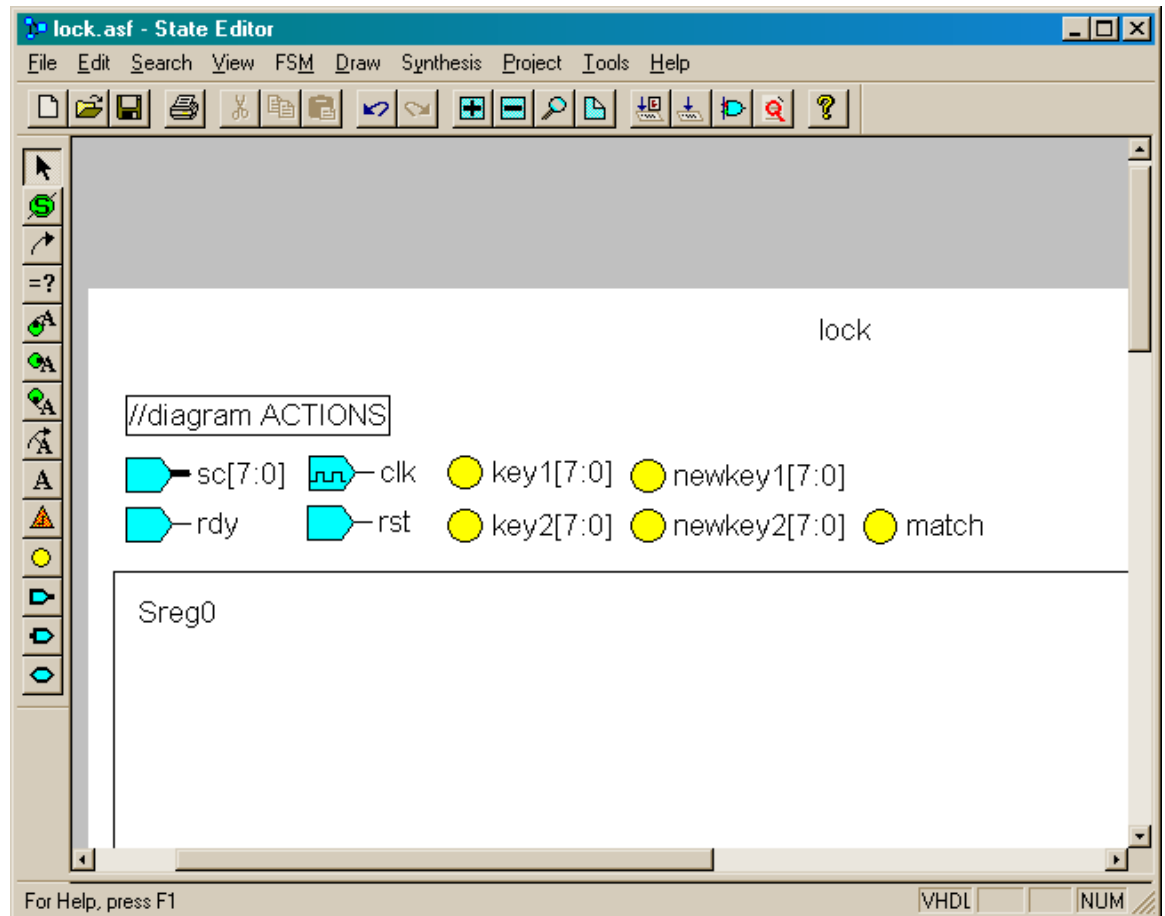 lock.asf - State Editor
File Edit Search View FSM Draw Synthesis Project Tools Help
=?
lock
//diagram ACTIONS
sc[7:0] clk key1[7:0] newkey1[7:0]
rdy rst key2[7:0] newkey2[7:0] match
Sreg0
For Help, press F1 VHDL NUM